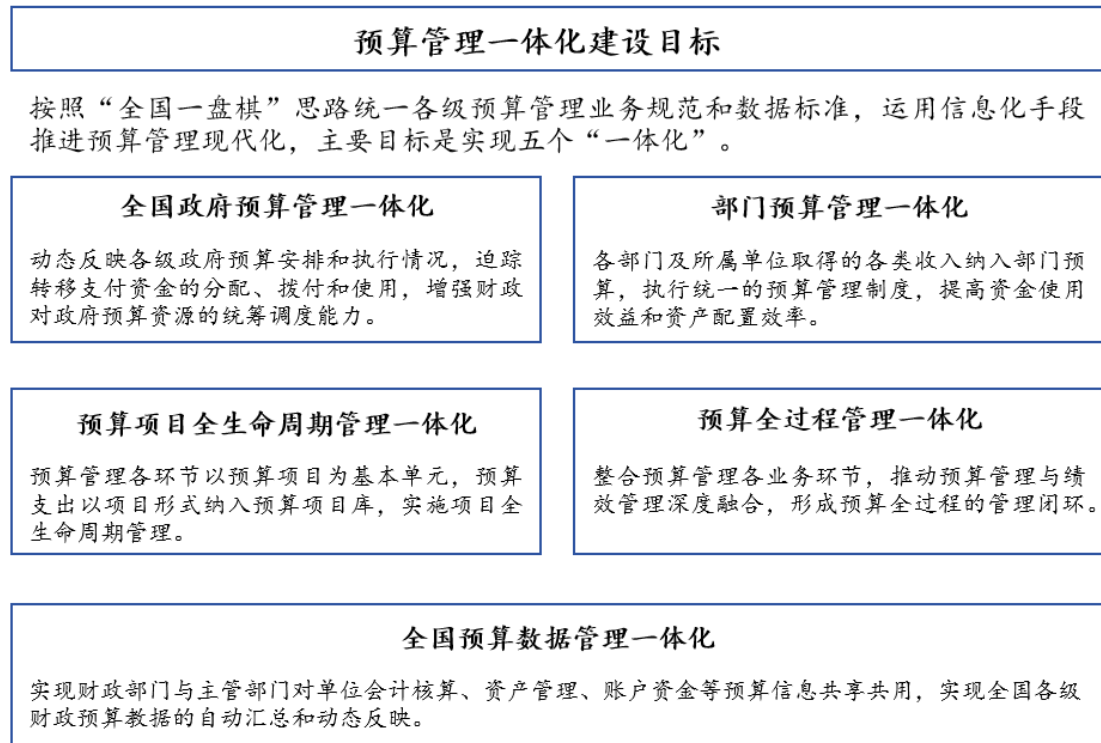 预算管理一体化建设目标
按照“全国一盘棋”思路统一各级预算管理业务规范和数据标准，运用信息化手段
推进预算管理现代化，主要目标是实现五个“一体化”。
全国政府预算管理一体化
动态反映各级政府预算安排和执行情况，迫踪
转移支付资金的分配、拨付和使用，增强财政
对政府预算资源的统筹调度能力。
部门预算管理一体化
各部门及所属单位取得的各类收入纳入部门预
算，执行统一的预算管理制度，提高资金使用
效益和资产配置效率。
预算项目全生命周期管理一体化
预算管理各环节以预算项目为基本单元，预算
支出以项目形式纳入预算项目库，实施项目全
生命周期管理。
预算全过程管理一体化
整合预算管理各业务环节，推动预算管理与绩
效管理深度融合，形成预算全过程的管理闭环。
全国预算数据管理一体化
实现财政部门与主管部门对单位会计核算、资产管理、账户资金等预算信息共享共用，实现全国各级
财政预算教据的自动汇总和动态反映。